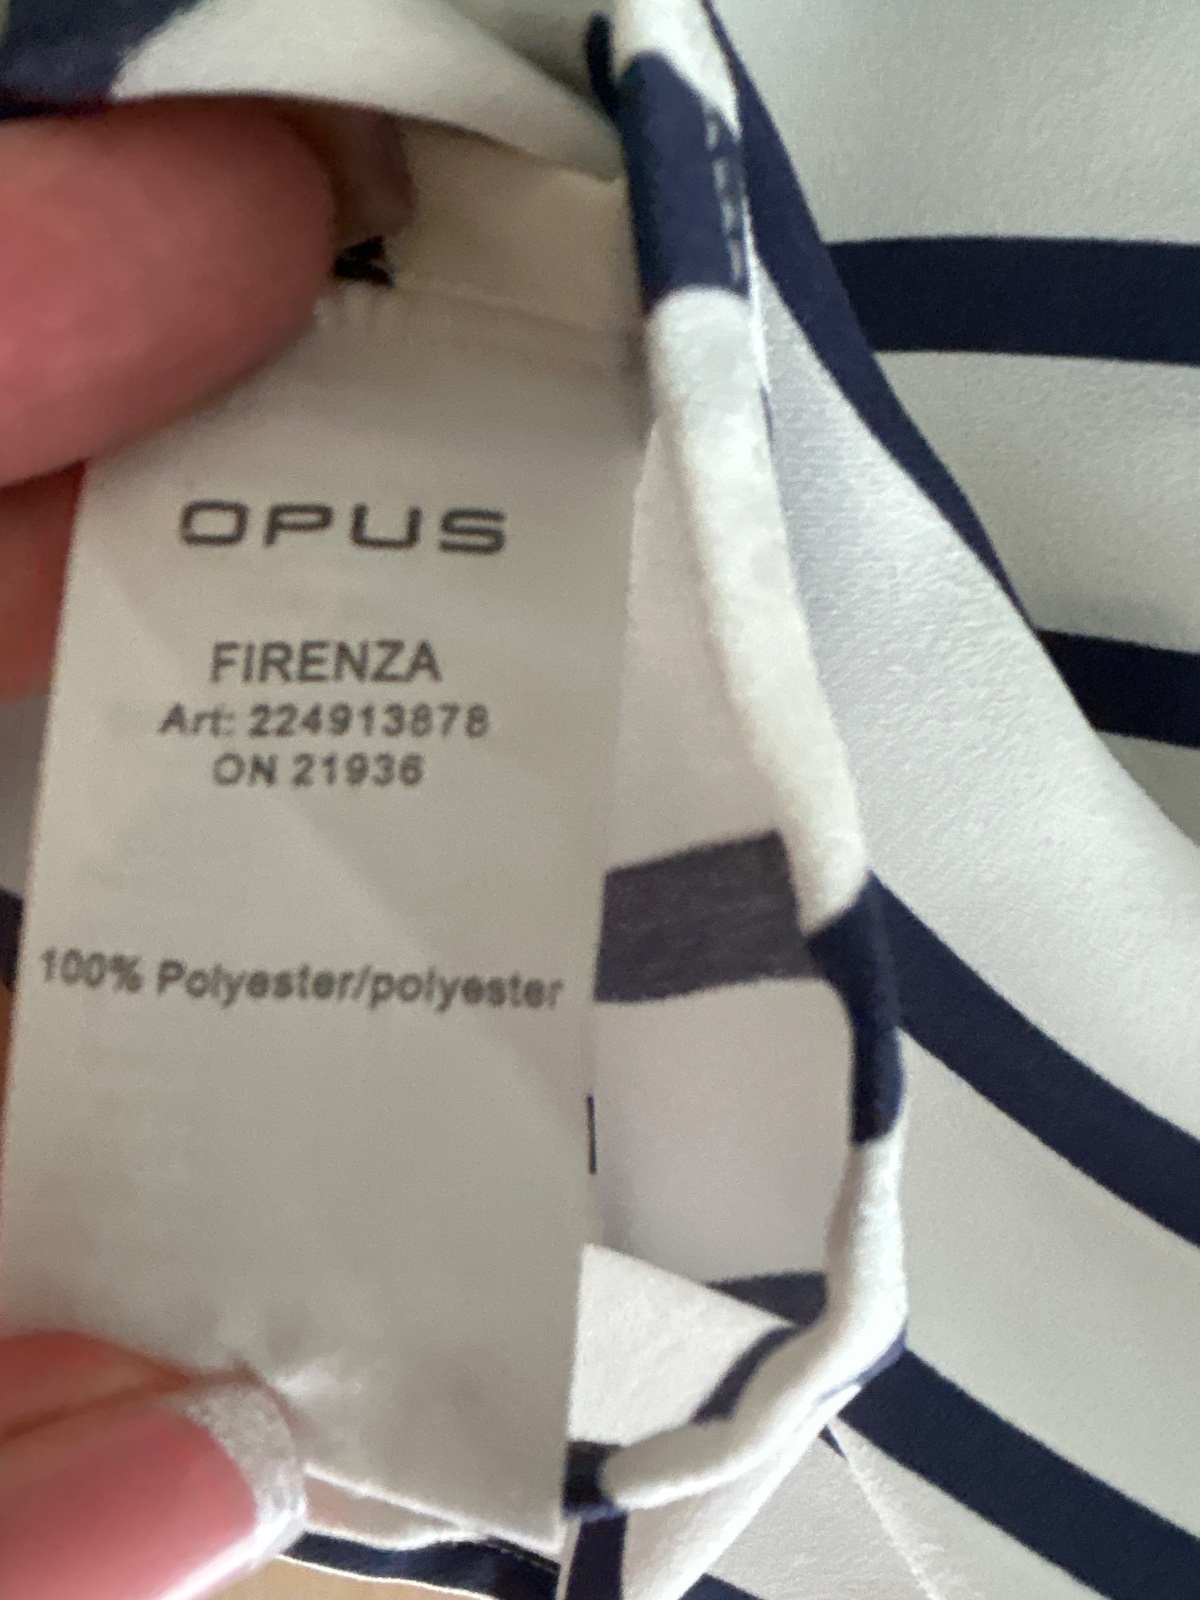 OPUS
FIRENZA
Art: 224913878
ON 21936
100% Polyester/polyester